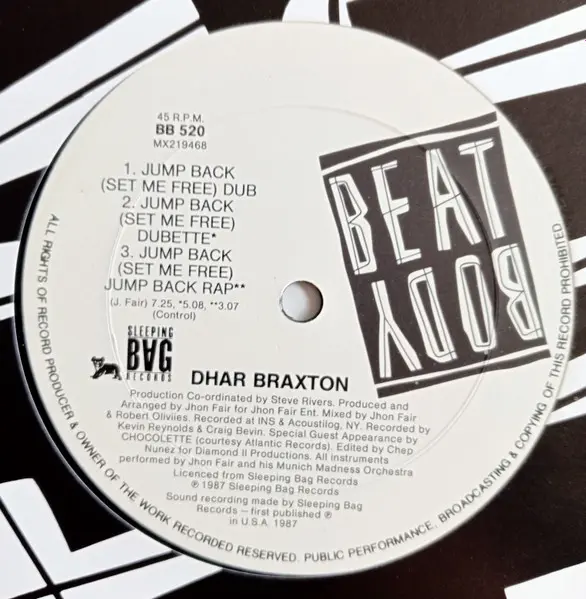 45 R.P.M.
BB 520
MX219468
1. JUMP BACK
(SET ME FREE) DUB
2. JUMP BACK
(SET ME FREE)
DUBETTE*
3. JUMP BACK
(SET ME FREE)
JUMP BACK RAP**
(J. Fair) 7.25, *5.08, **3.07
(Control)
BEAT
BODY
SLEEPING
BAG
RECORDS
DHAR BRAXTON
Production Co-ordinated by Steve Rivers. Produced and
Arranged by Jhon Fair for Jhon Fair Ent. Mixed by Jhon Fair
& Robert Oliviies. Recorded at INS & Acoustilog, NY. Recorded by
Kevin Reynolds & Craig Bevin. Special Guest Appearance by
CHOCOLETTE (courtesy Atlantic Records). Edited by Chep
Nunez for Diamond II Productions. All instruments
performed by Jhon Fair and his Munich Madness Orchestra
Licenced from Sleeping Bag Records
℗ 1987 Sleeping Bag Records
Sound recording made by Sleeping Bag
Records — first published ℗
in U.S.A. 1987
ALL RIGHTS OF RECORD PRODUCER & OWNER OF THE WORK RECORDED RESERVED. PUBLIC PERFORMANCE, BROADCASTING & COPYING OF THIS RECORD PROHIBITED